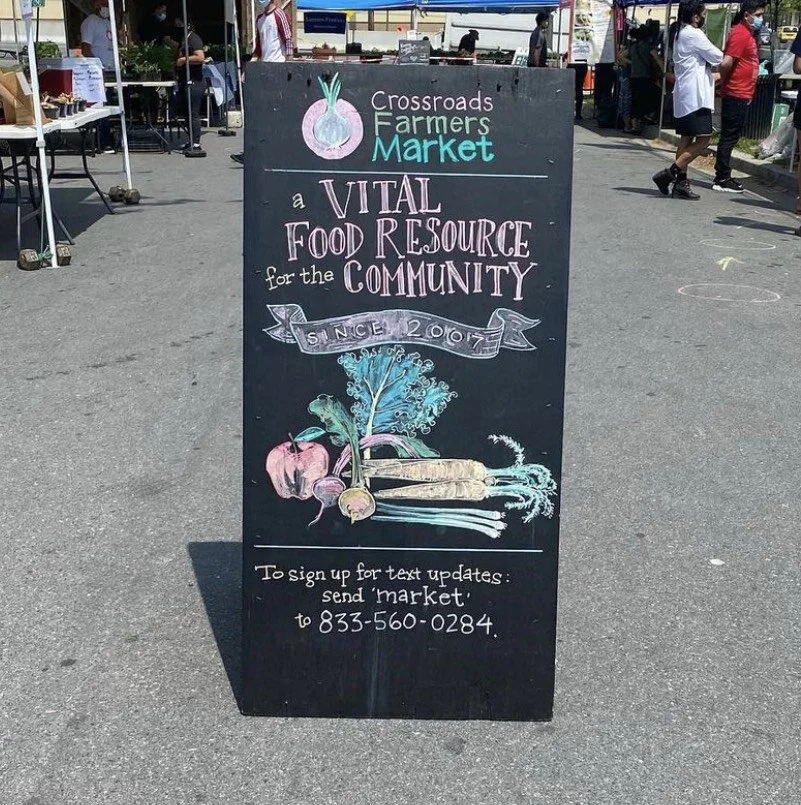 Crossroads
Farmers
Market
a VITAL
FOOD RESOURCE
for the COMMUNITY
SINCE 2007
To sign up for text updates:
send 'market'
to 833-560-0284.